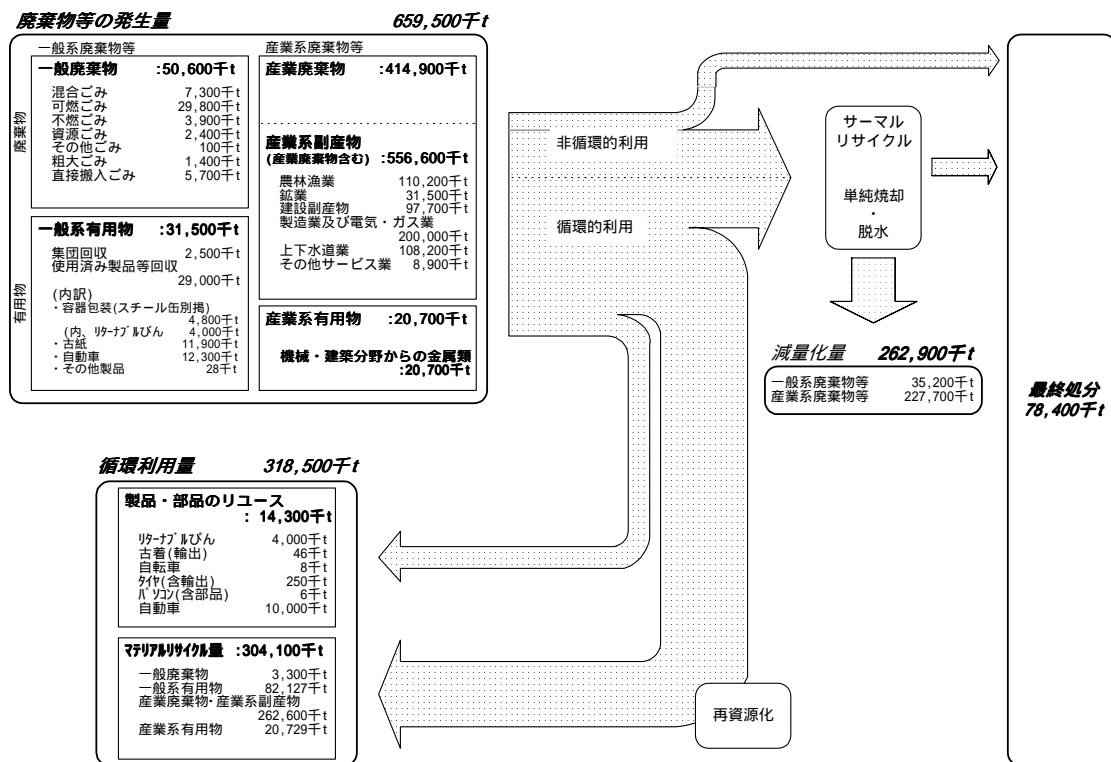 廃棄物等の発生量 659,500千t
一般系廃棄物等
廃棄物
一般廃棄物 :50,600千t
混合ごみ 7,300千t
可燃ごみ 29,800千t
不燃ごみ 3,900千t
資源ごみ 2,400千t
その他ごみ 100千t
粗大ごみ 1,400千t
直接搬入ごみ 5,700千t
有用物
一般系有用物 :31,500千t
集団回収 2,500千t
使用済み製品等回収
29,000千t
(内訳)
・容器包装(スチール缶別掲)
4,800千t
(内、リターナブルびん 4,000千t
・古紙 11,900千t
・自動車 12,300千t
・その他製品 28千t
産業系廃棄物等
産業廃棄物 :414,900千t
産業系副産物
(産業廃棄物含む) :556,600千t
農林漁業 110,200千t
鉱業 31,500千t
建設副産物 97,700千t
製造業及び電気・ガス業
200,000千t
上下水道業 108,200千t
その他サービス業 8,900千t
産業系有用物 :20,700千t
機械・建築分野からの金属類
:20,700千t
非循環的利用
循環的利用
サーマル
リサイクル
単純焼却
・
脱水
減量化量 262,900千t
一般系廃棄物等 35,200千t
産業系廃棄物等 227,700千t
最終処分
78,400千t
循環利用量 318,500千t
製品・部品のリユース
: 14,300千t
リターナブルびん 4,000千t
古着(輸出) 46千t
自転車 8千t
タイヤ(含輸出) 250千t
パソコン(含部品) 6千t
自動車 10,000千t
マテリアルリサイクル量 :304,100千t
一般廃棄物 3,300千t
一般系有用物 82,127千t
産業廃棄物・産業系副産物
262,600千t
産業系有用物 20,729千t
再資源化